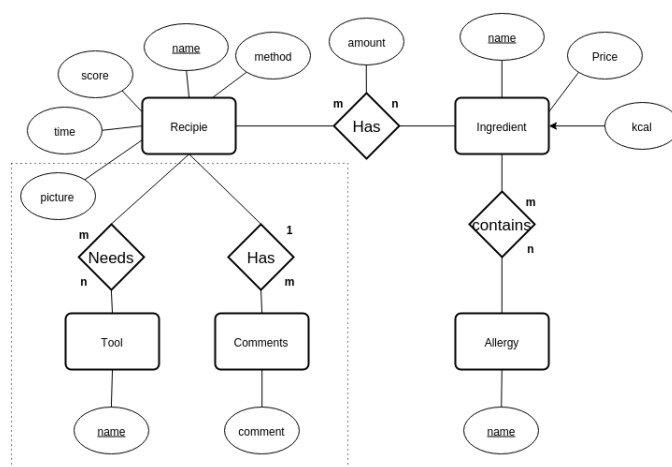 name
method
amount
name
Price
score
time
Recipie
m
n
Has
Ingredient
kcal
picture
m
Needs
n
1
Has
m
m
contains
n
Tool
Comments
Allergy
name
comment
name